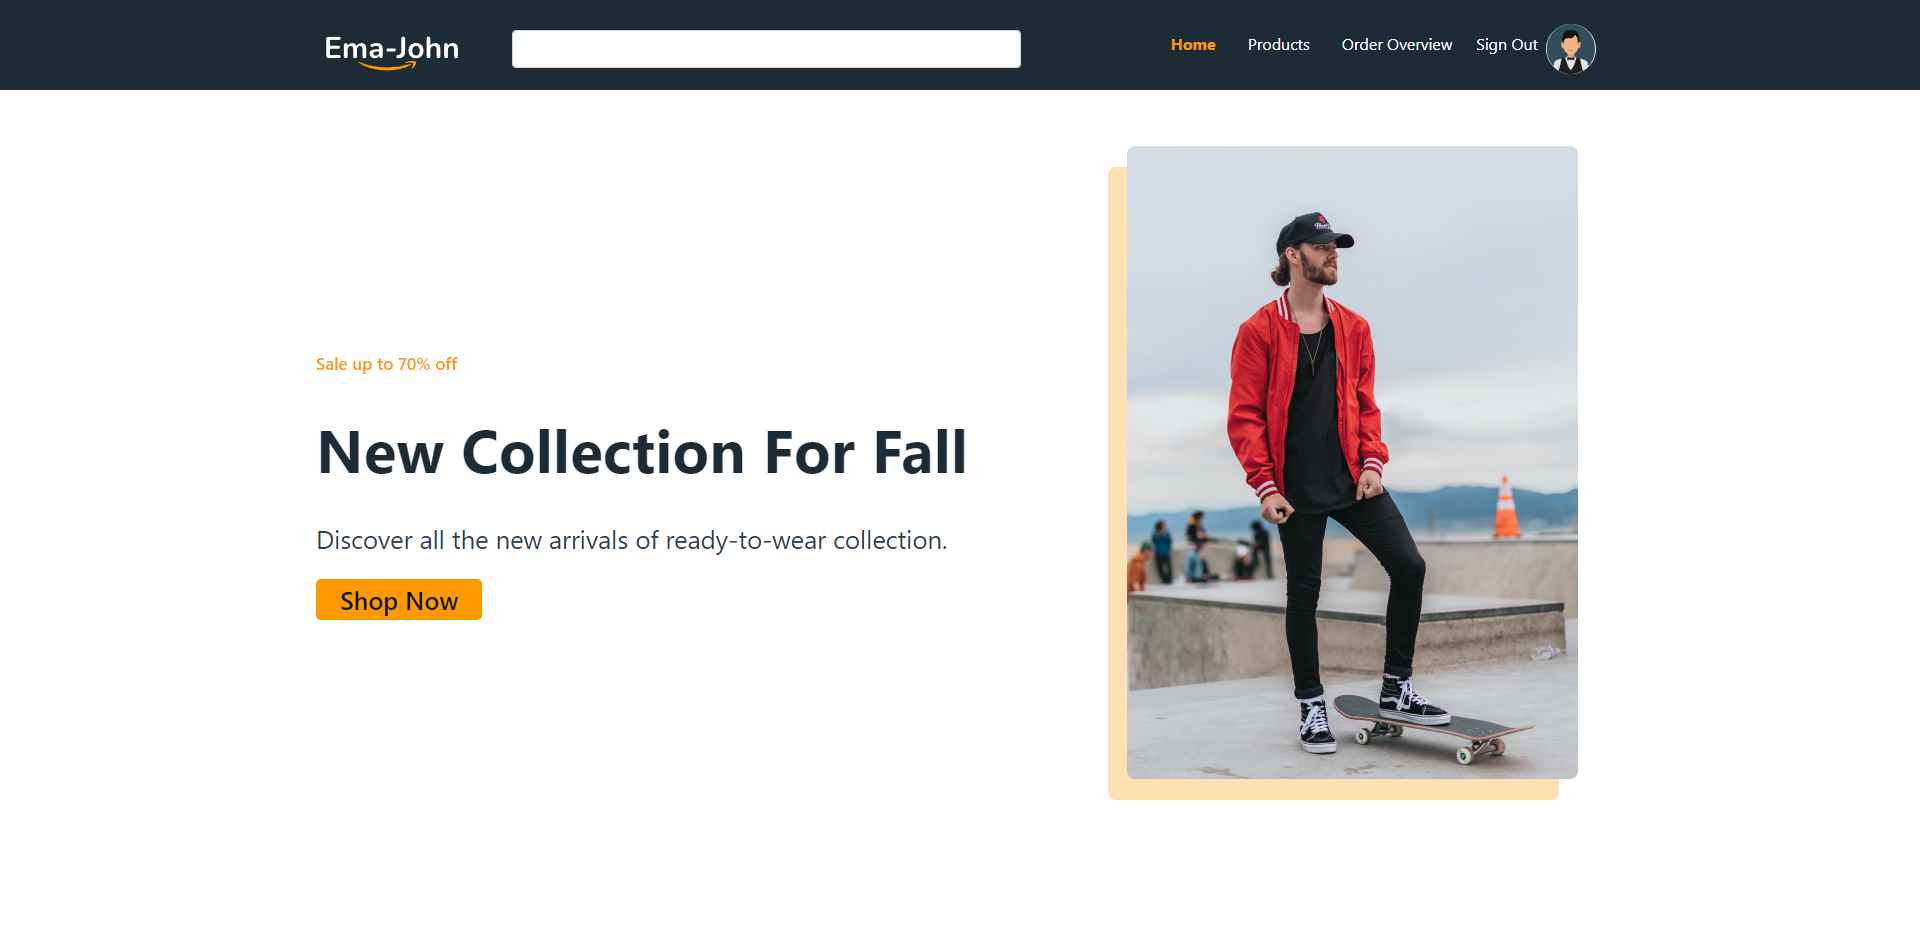 Ema-John
Home Products Order Overview Sign Out
Sale up to 70% off
New Collection For Fall
Discover all the new arrivals of ready-to-wear collection.
Shop Now